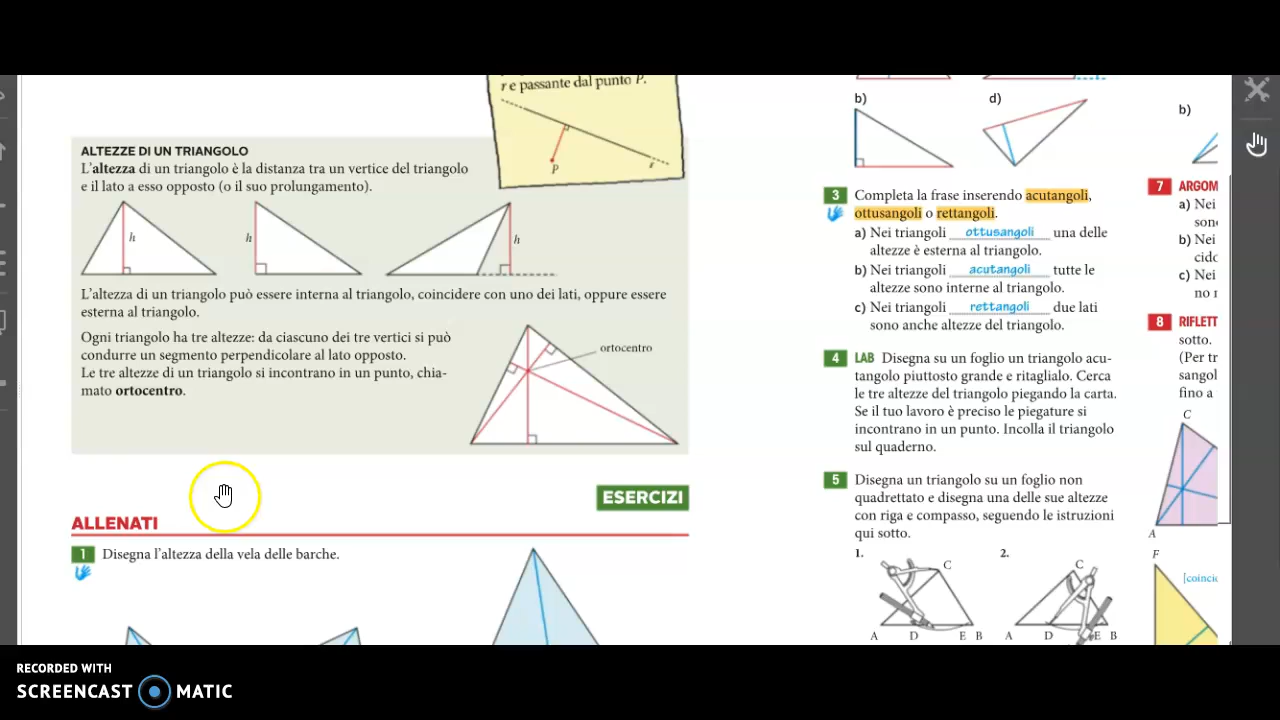 r e passante dal punto P.
P
r
ALTEZZE DI UN TRIANGOLO
L'altezza di un triangolo è la distanza tra un vertice del triangolo
e il lato a esso opposto (o il suo prolungamento).
h
h
h
L'altezza di un triangolo può essere interna al triangolo, coincidere con uno dei lati, oppure essere
esterna al triangolo.
Ogni triangolo ha tre altezze: da ciascuno dei tre vertici si può
condurre un segmento perpendicolare al lato opposto.
Le tre altezze di un triangolo si incontrano in un punto, chia-
mato ortocentro.
ortocentro
ESERCIZI
ALLENATI
1 Disegna l'altezza della vela delle barche.
b)
d)
3 Completa la frase inserendo acutangoli,
ottusangoli o rettangoli.
a) Nei triangoli ottusangoli una delle
altezze è esterna al triangolo.
b) Nei triangoli acutangoli tutte le
altezze sono interne al triangolo.
c) Nei triangoli rettangoli due lati
sono anche altezze del triangolo.
4 LAB Disegna su un foglio un triangolo acu-
tangolo piuttosto grande e ritaglialo. Cerca
le tre altezze del triangolo piegando la carta.
Se il tuo lavoro è preciso le piegature si
incontrano in un punto. Incolla il triangolo
sul quaderno.
5 Disegna un triangolo su un foglio non
quadrettato e disegna una delle sue altezze
con riga e compasso, seguendo le istruzioni
qui sotto.
1.
2.
C
A D E B
C
A D E B
b)
7 ARGOM
a) Nei
sono
b) Nei
cido
c) Nei
8 RIFLETT
sotto.
(Per tr
sangol
fino a
C
A
F
[coincid
RECORDED WITH
SCREENCAST MATIC